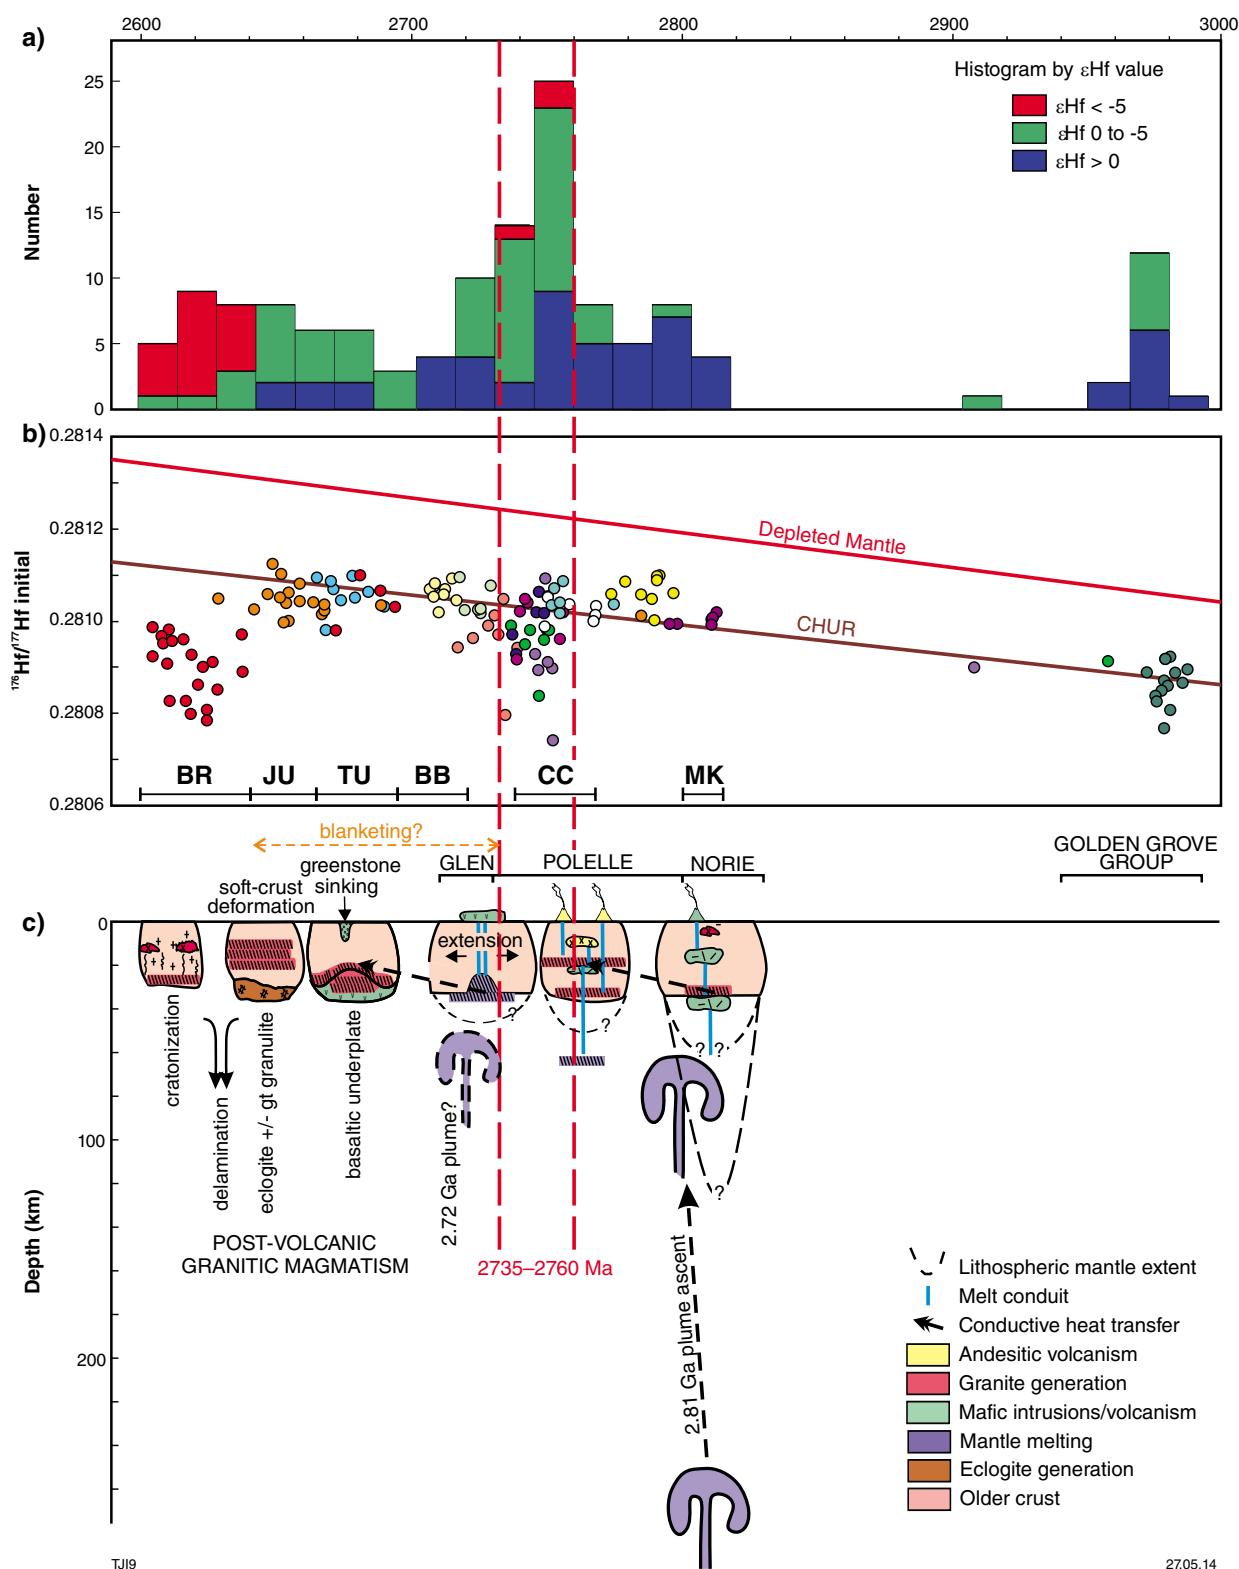 2600 2700 2800 2900 3000
a)
Histogram by εHf value
εHf < -5
εHf 0 to -5
εHf > 0
Number
25
20
15
10
5
0
b)
0.2814
0.2812
0.2810
0.2808
0.2806
¹⁷⁶Hf/¹⁷⁷Hf initial
Depleted Mantle
CHUR
BR JU TU BB CC MK
blanketing?
GLEN POLELLE NORIE
GOLDEN GROVE
GROUP
greenstone
sinking
soft-crust
deformation
c)
0
100
200
Depth (km)
extension
?
?
? ?
?
cratonization
delamination
eclogite +/- gt granulite
basaltic underplate
2.72 Ga plume?
2.81 Ga plume ascent
POST-VOLCANIC
GRANITIC MAGMATISM
2735–2760 Ma
Lithospheric mantle extent
Melt conduit
Conductive heat transfer
Andesitic volcanism
Granite generation
Mafic intrusions/volcanism
Mantle melting
Eclogite generation
Older crust
TJI9
27.05.14